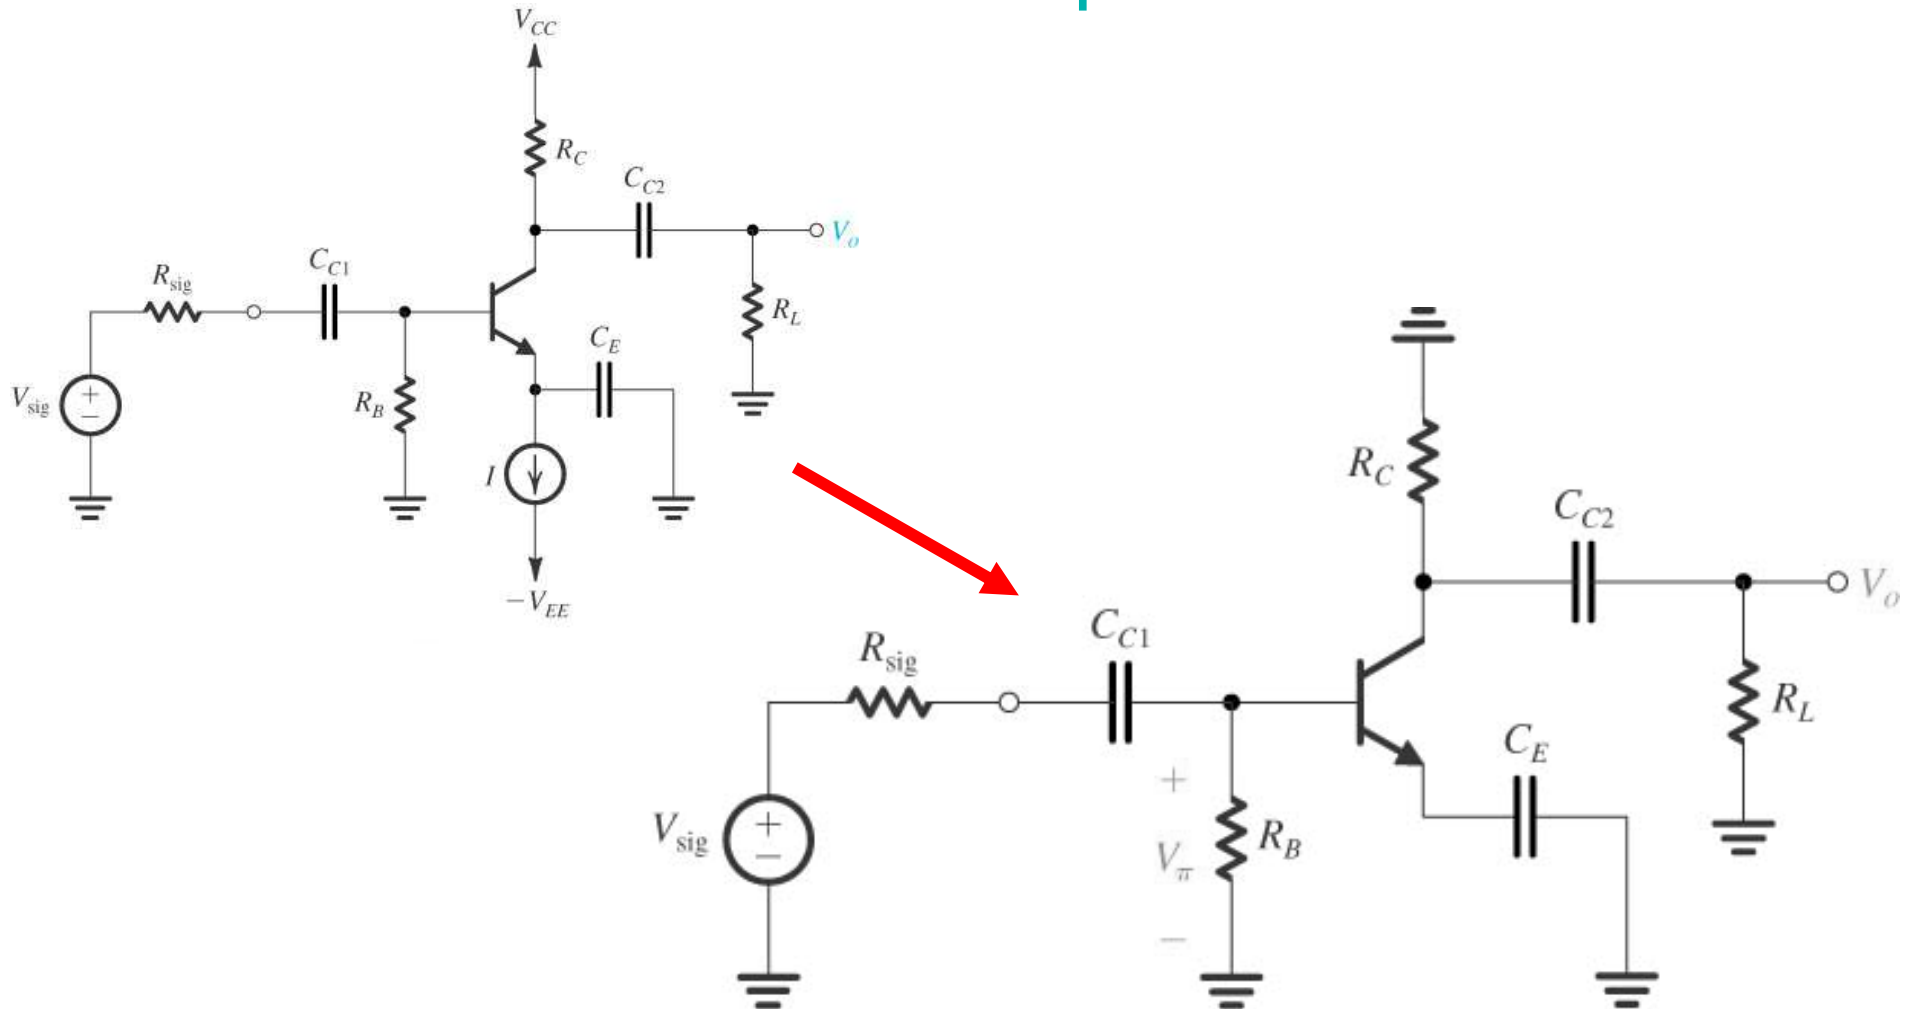 V_CC
R_C
C_C2
V_o
C_C1
R_sig
R_L
C_E
V_sig
+
−
R_B
I
−V_EE
R_C
C_C2
V_o
C_C1
R_sig
R_L
C_E
+
V_sig
+
−
R_B
V_π
−